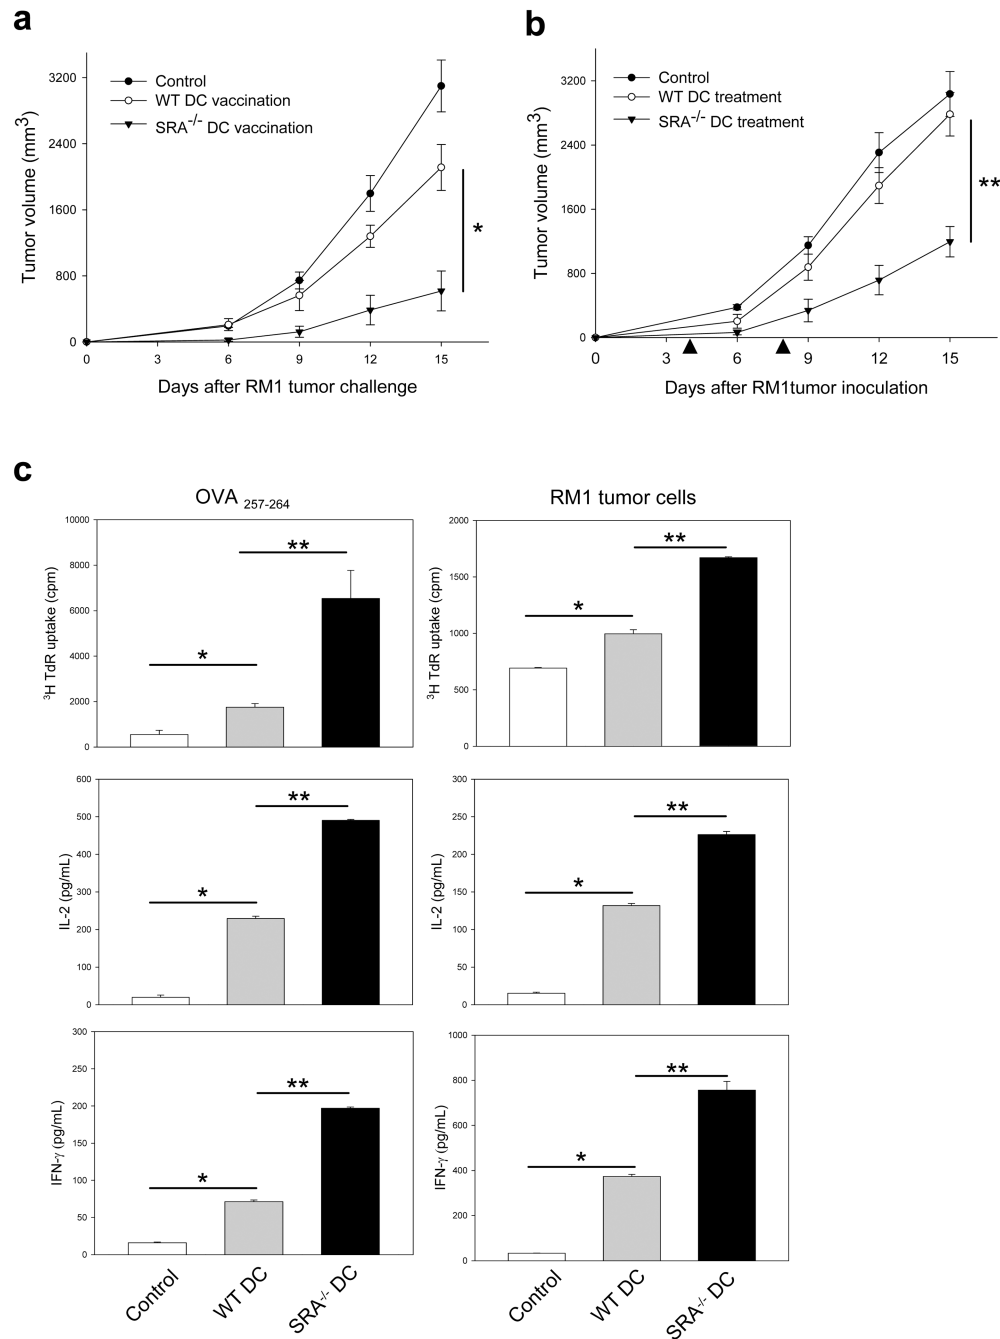 a
Tumor volume (mm³)
3200
2400
1600
800
0
Control
WT DC vaccination
SRA⁻/⁻ DC vaccination
*
0 3 6 9 12 15
Days after RM1 tumor challenge
b
Tumor volume (mm³)
3200
2400
1600
800
0
Control
WT DC treatment
SRA⁻/⁻ DC treatment
**
0 3 6 9 12 15
Days after RM1tumor inoculation
c
OVA 257-264
³H TdR uptake (cpm)
10000
8000
6000
4000
2000
0
*
**
RM1 tumor cells
³H TdR uptake (cpm)
2000
1500
1000
500
0
*
**
IL-2 (pg/mL)
600
500
400
300
200
100
0
*
**
IL-2 (pg/mL)
300
250
200
150
100
50
0
*
**
IFN-γ (pg/mL)
300
250
200
150
100
50
0
*
**
Control
WT DC
SRA⁻/⁻ DC
IFN-γ (pg/mL)
1000
800
600
400
200
0
*
**
Control
WT DC
SRA⁻/⁻ DC